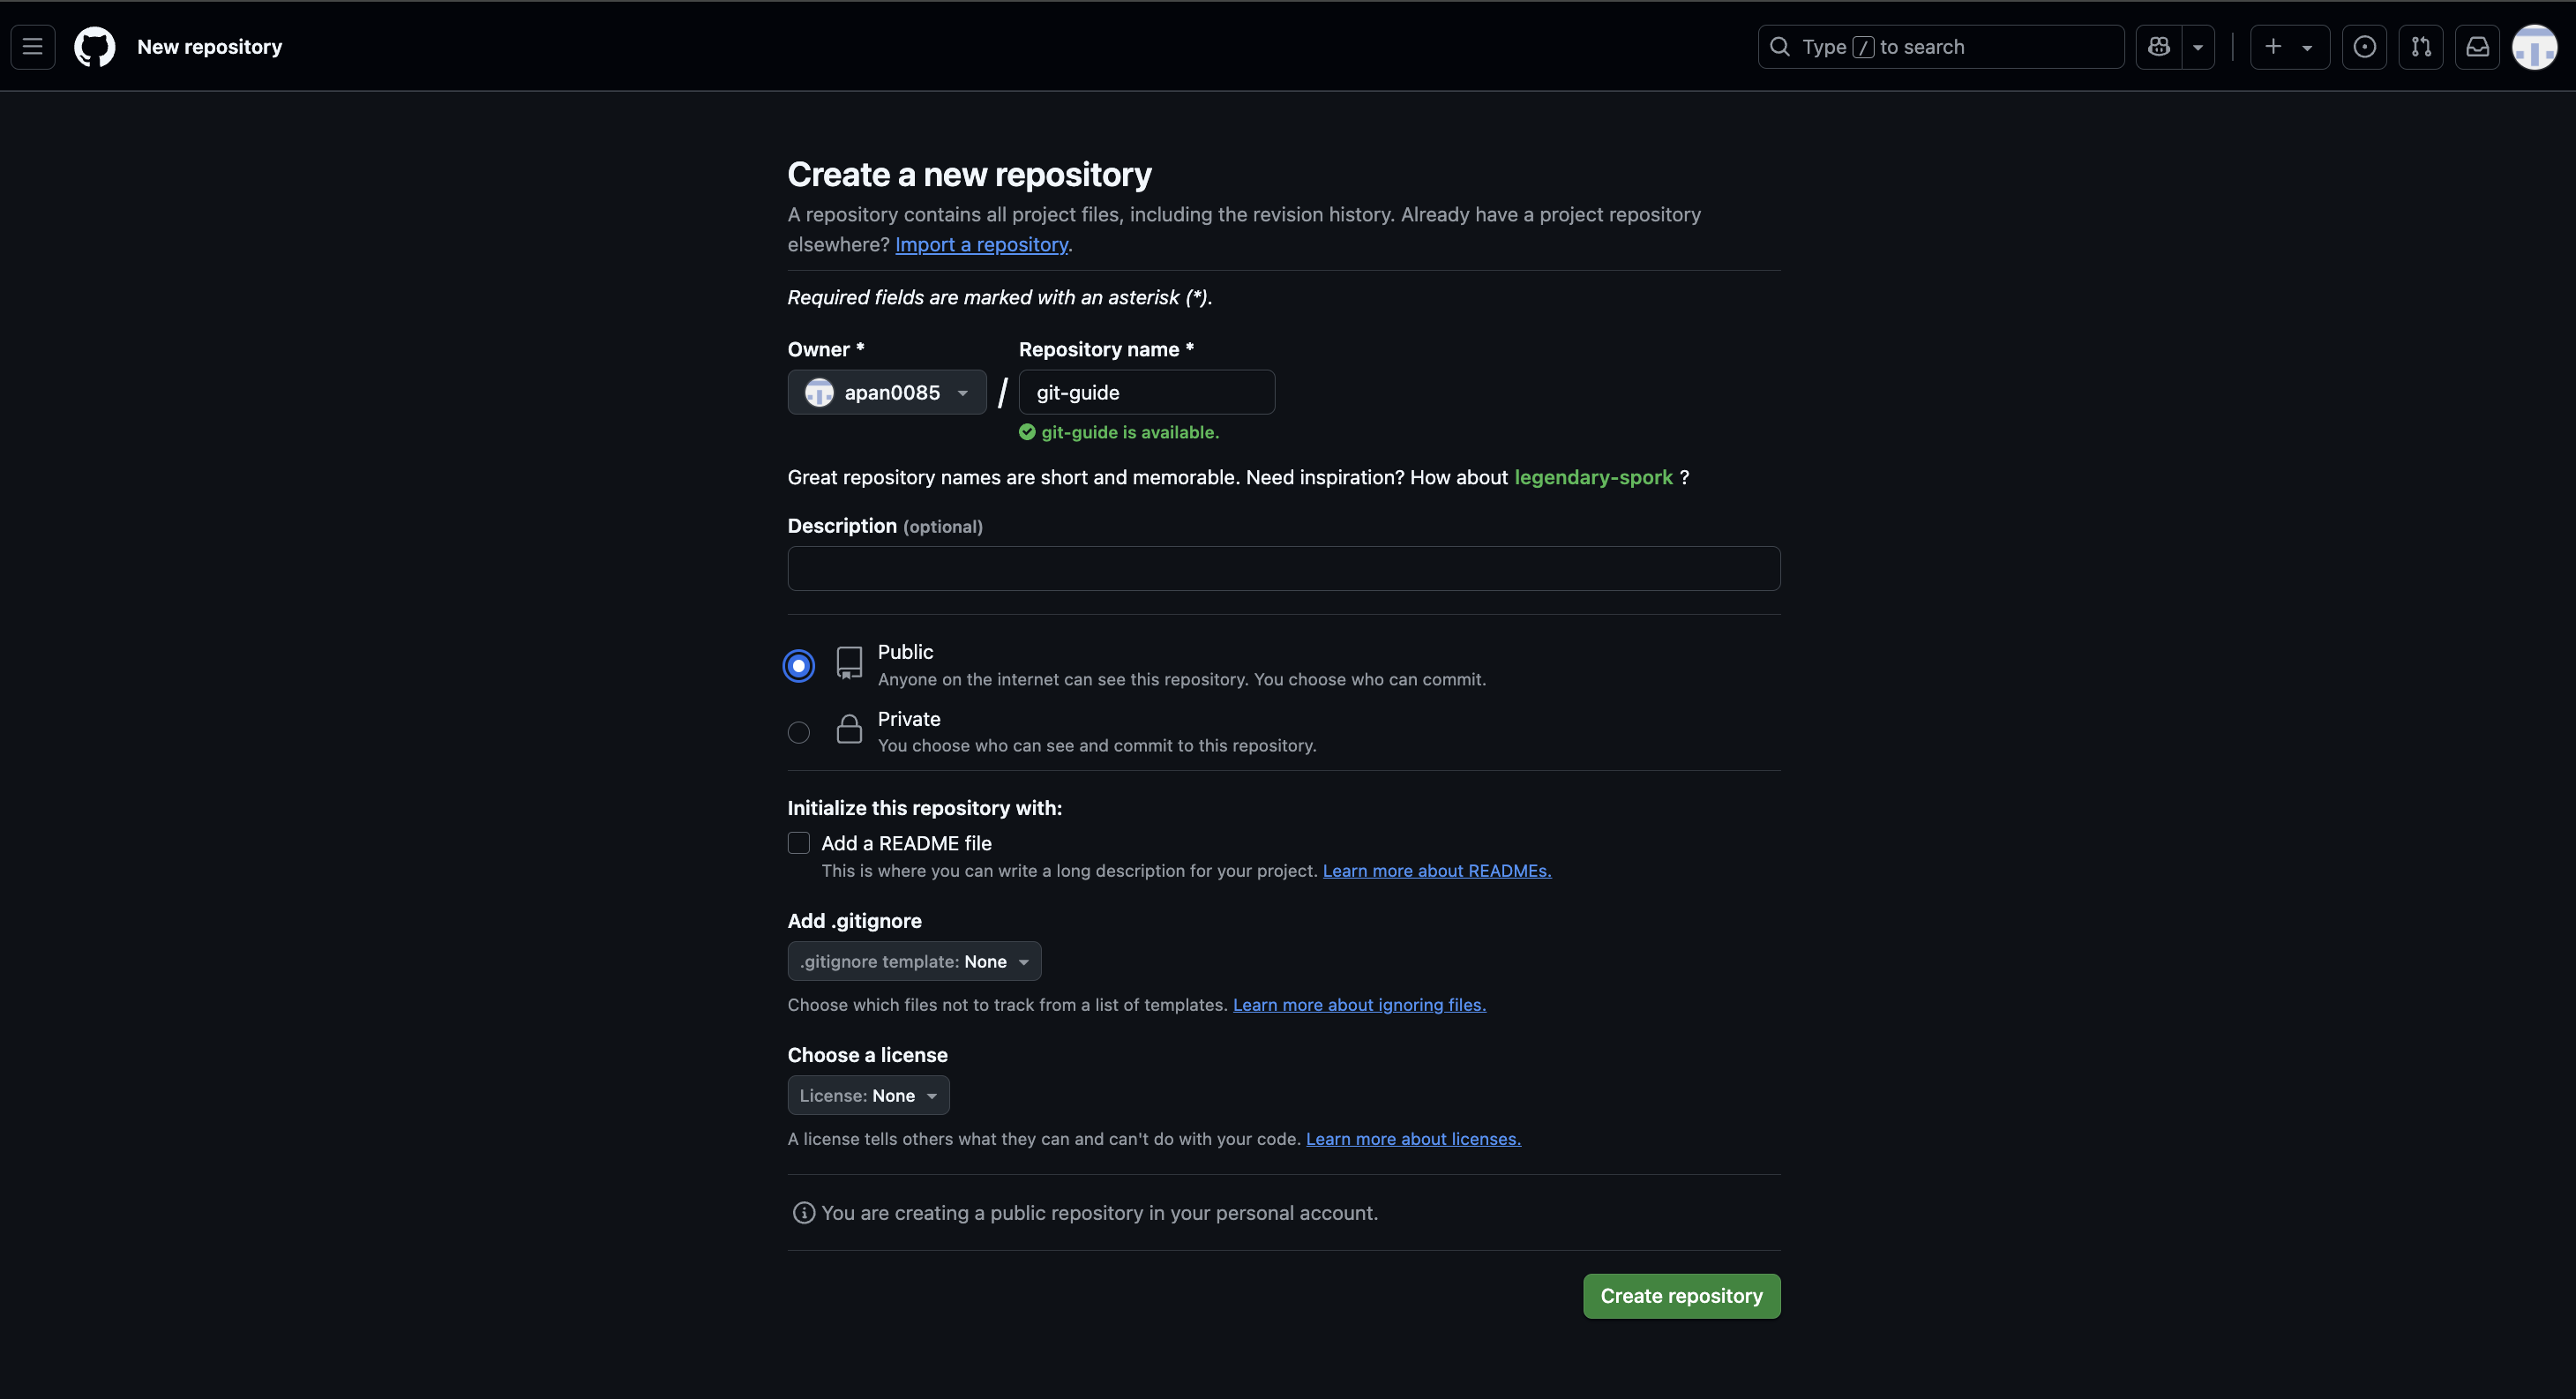 New repository
Type / to search
Create a new repository
A repository contains all project files, including the revision history. Already have a project repository
elsewhere? Import a repository.
Required fields are marked with an asterisk (*).
Owner * Repository name *
apan0085 / git-guide
git-guide is available.
Great repository names are short and memorable. Need inspiration? How about legendary-spork ?
Description (optional)
Public
Anyone on the internet can see this repository. You choose who can commit.
Private
You choose who can see and commit to this repository.
Initialize this repository with:
Add a README file
This is where you can write a long description for your project. Learn more about READMEs.
Add .gitignore
.gitignore template: None
Choose which files not to track from a list of templates. Learn more about ignoring files.
Choose a license
License: None
A license tells others what they can and can't do with your code. Learn more about licenses.
You are creating a public repository in your personal account.
Create repository